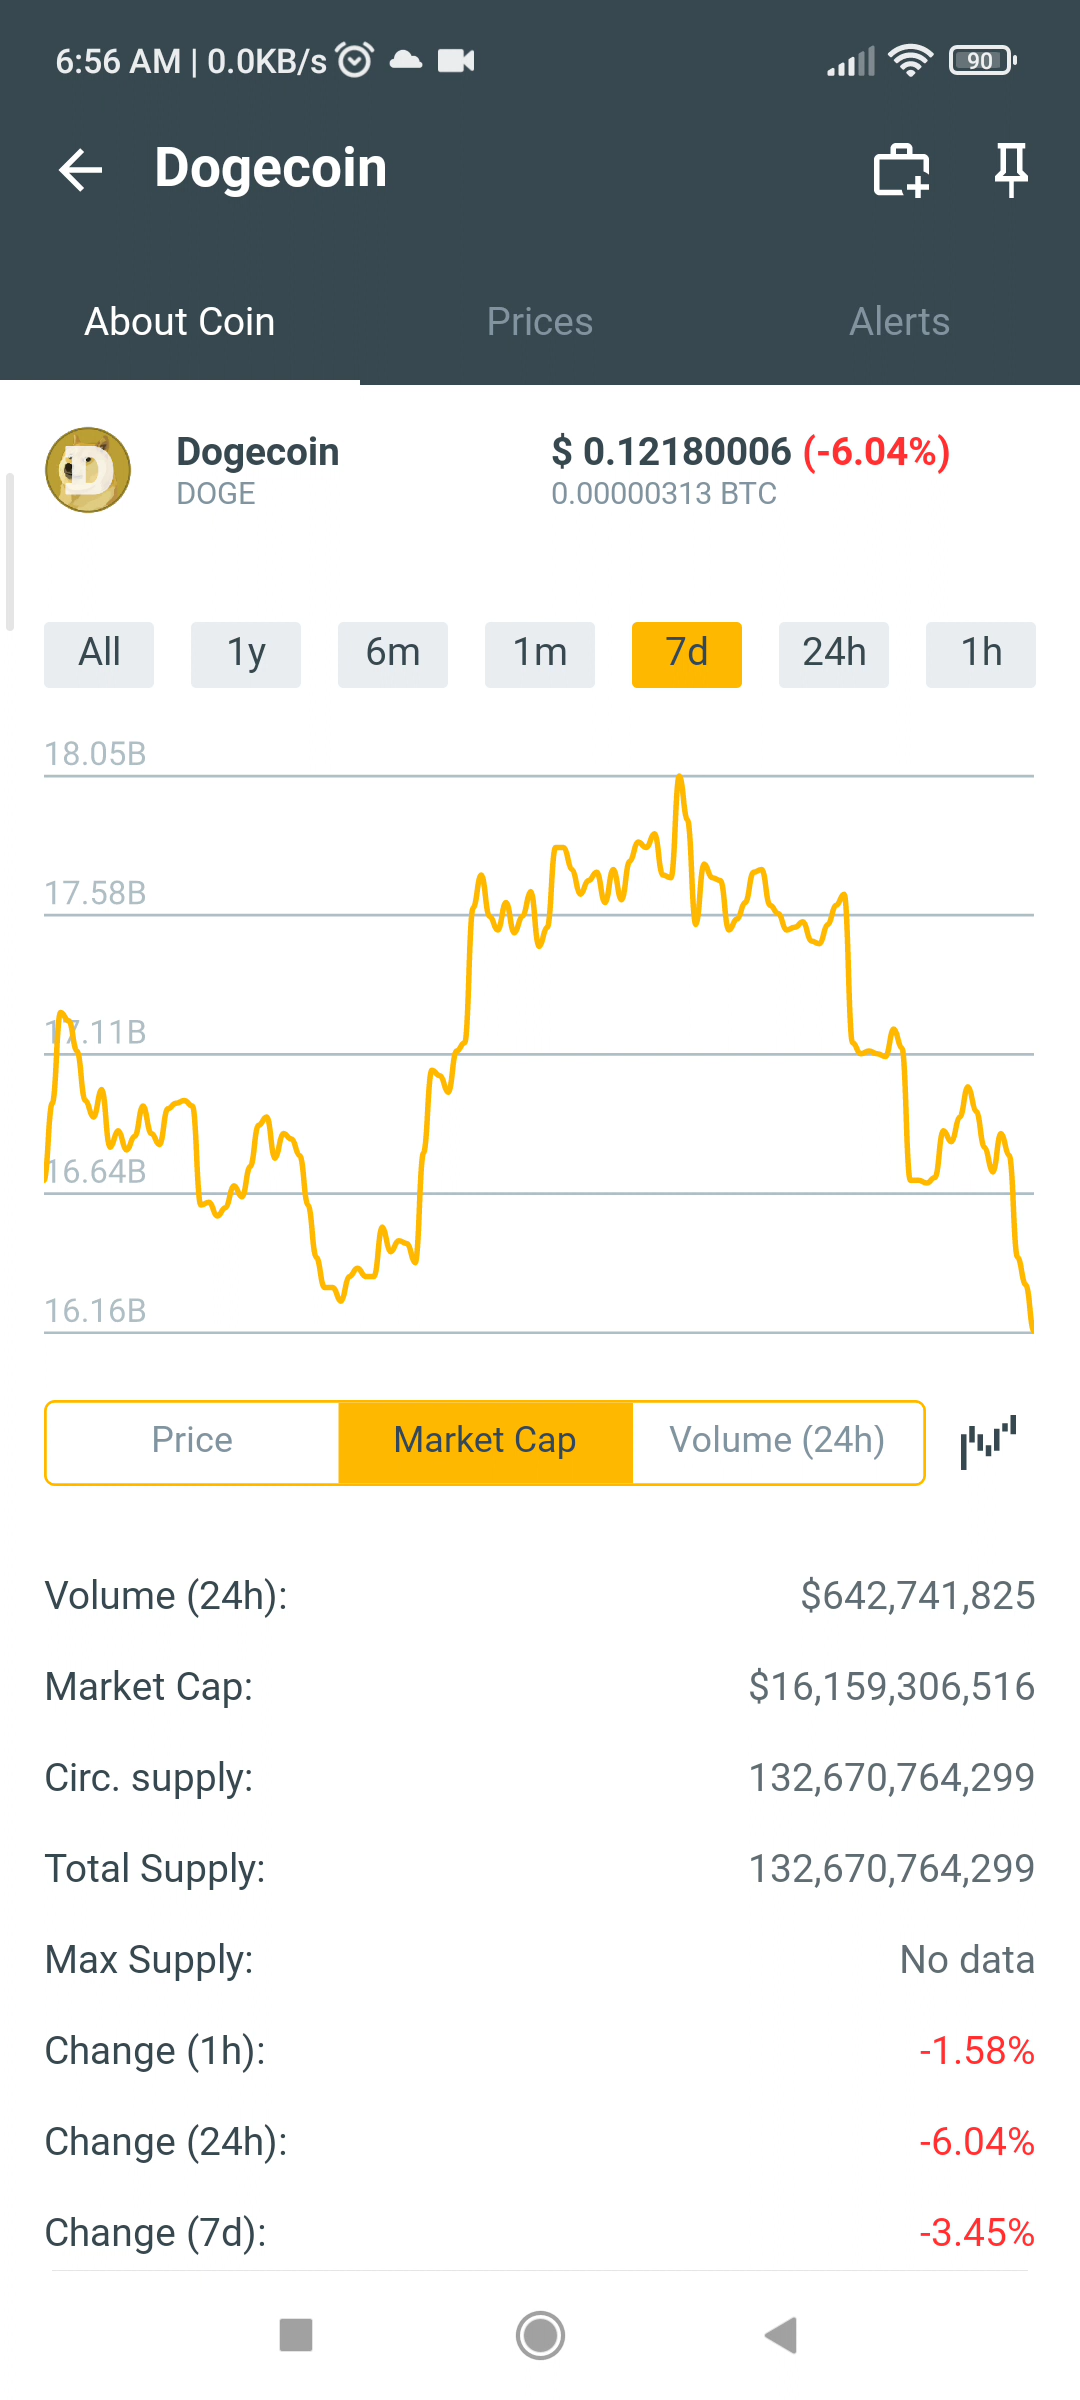 6:56 AM | 0.0KB/s 90
Dogecoin
About Coin Prices Alerts
Dogecoin $ 0.12180006 (-6.04%)
DOGE 0.00000313 BTC
All 1y 6m 1m 7d 24h 1h
18.05B
17.58B
17.11B
16.64B
16.16B
Price Market Cap Volume (24h)
Volume (24h): $642,741,825
Market Cap: $16,159,306,516
Circ. supply: 132,670,764,299
Total Supply: 132,670,764,299
Max Supply: No data
Change (1h): -1.58%
Change (24h): -6.04%
Change (7d): -3.45%